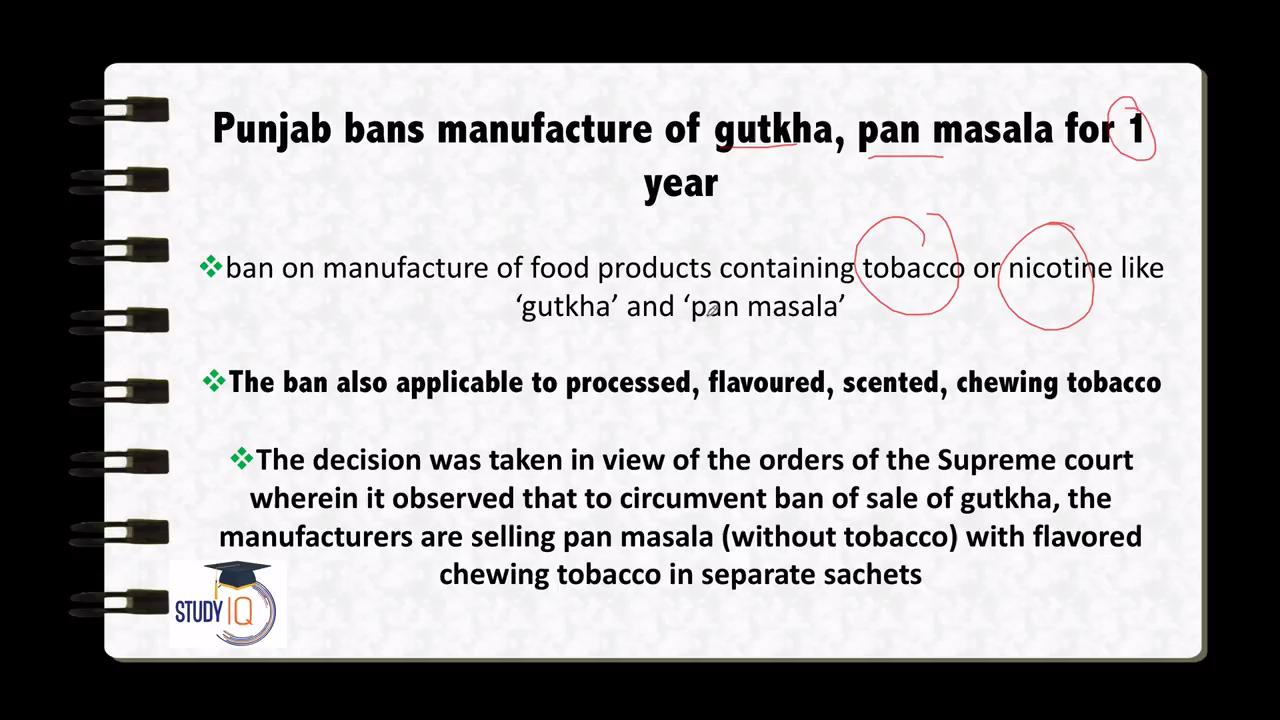 Punjab bans manufacture of gutkha, pan masala for 1
year
❖ban on manufacture of food products containing tobacco or nicotine like
‘gutkha’ and ‘pan masala’
❖The ban also applicable to processed, flavoured, scented, chewing tobacco
❖The decision was taken in view of the orders of the Supreme court
wherein it observed that to circumvent ban of sale of gutkha, the
manufacturers are selling pan masala (without tobacco) with flavored
chewing tobacco in separate sachets
STUDY IQ